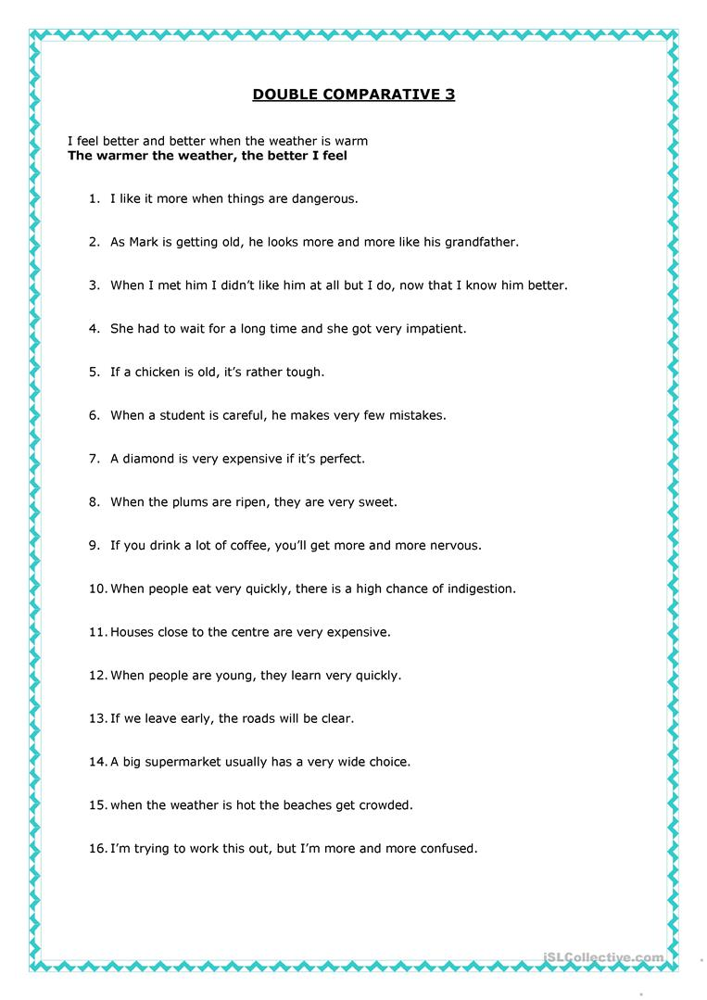 DOUBLE COMPARATIVE 3
I feel better and better when the weather is warm
The warmer the weather, the better I feel
1. I like it more when things are dangerous.
2. As Mark is getting old, he looks more and more like his grandfather.
3. When I met him I didn’t like him at all but I do, now that I know him better.
4. She had to wait for a long time and she got very impatient.
5. If a chicken is old, it’s rather tough.
6. When a student is careful, he makes very few mistakes.
7. A diamond is very expensive if it’s perfect.
8. When the plums are ripen, they are very sweet.
9. If you drink a lot of coffee, you’ll get more and more nervous.
10. When people eat very quickly, there is a high chance of indigestion.
11. Houses close to the centre are very expensive.
12. When people are young, they learn very quickly.
13. If we leave early, the roads will be clear.
14. A big supermarket usually has a very wide choice.
15. when the weather is hot the beaches get crowded.
16. I’m trying to work this out, but I’m more and more confused.
iSLCollective.com